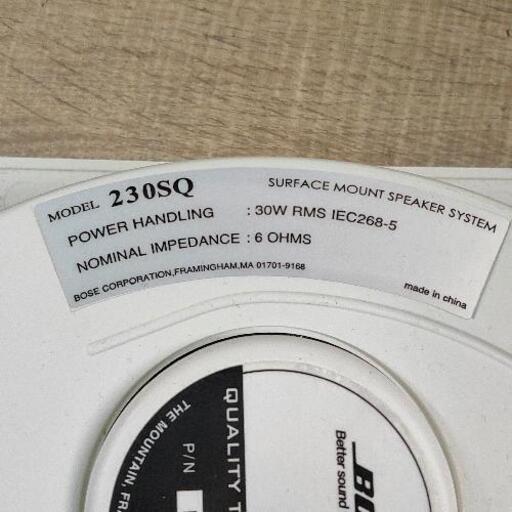 MODEL 230SQ SURFACE MOUNT SPEAKER SYSTEM
POWER HANDLING : 30W RMS IEC268-5
NOMINAL IMPEDANCE : 6 OHMS
BOSE CORPORATION,FRAMINGHAM,MA 01701-9168
made in china
QUALITY
THE MOUNTAIN,
P/N
Better sound